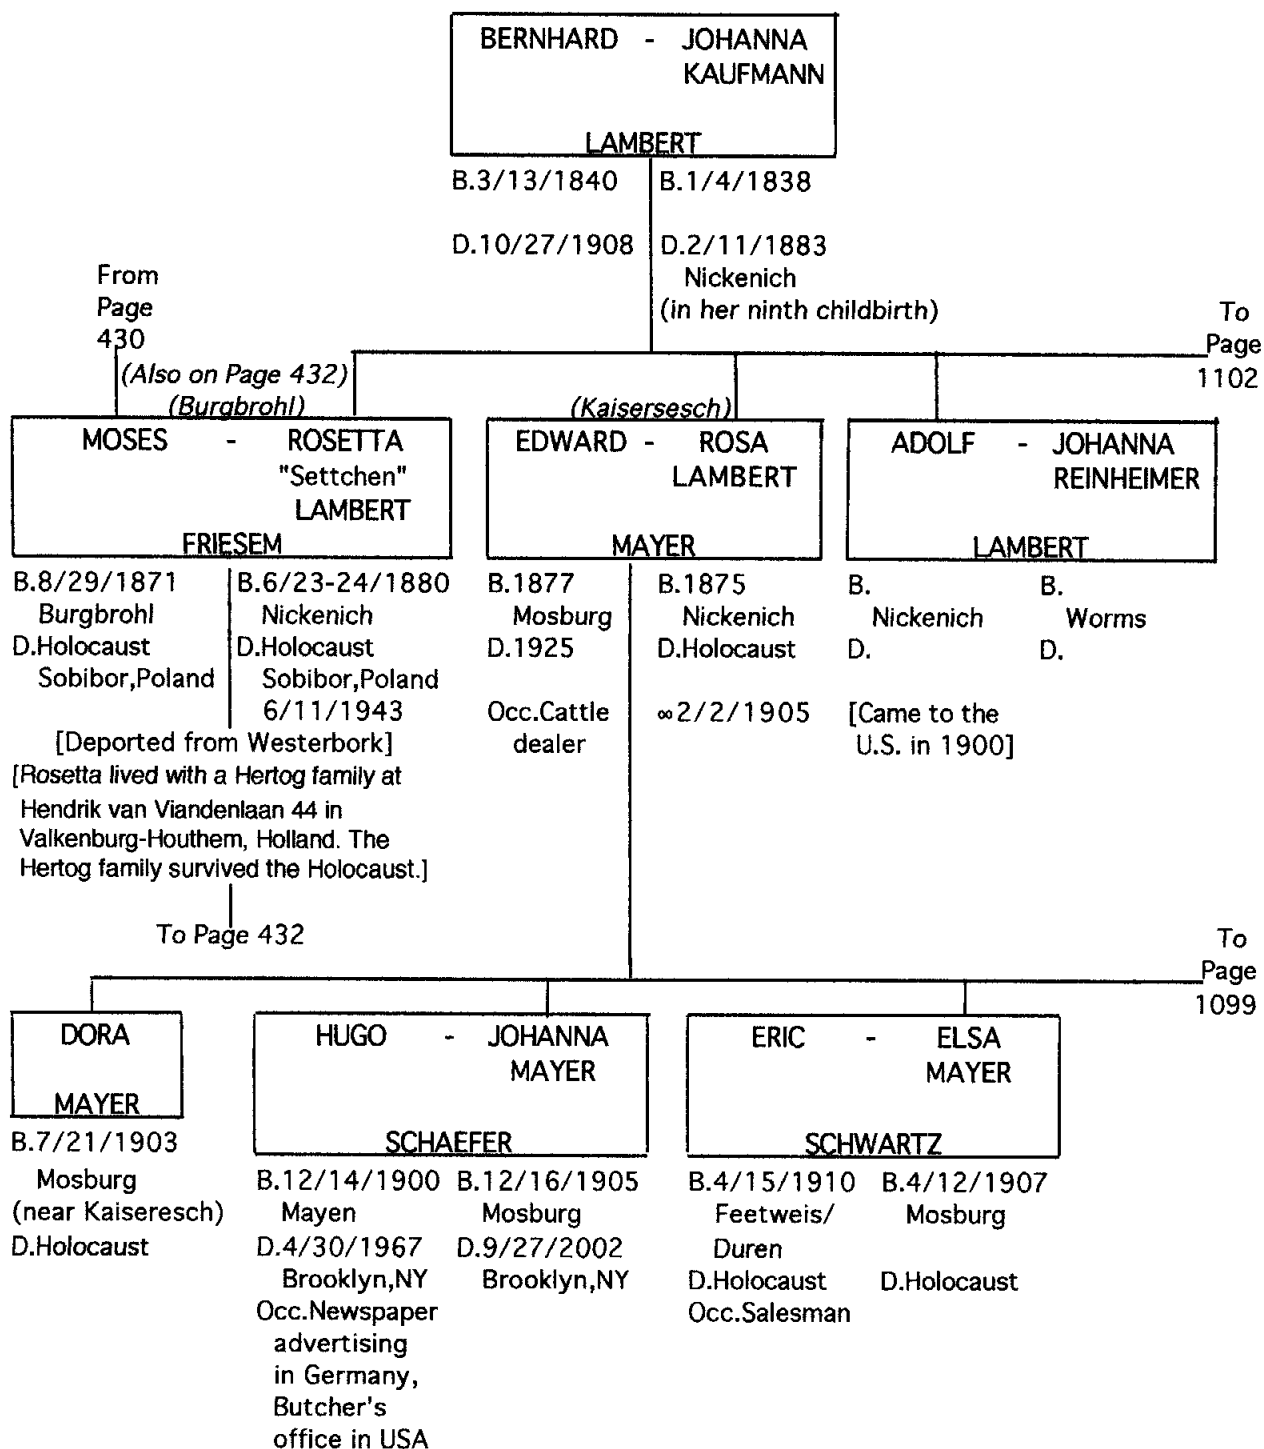 BERNHARD - JOHANNA
KAUFMANN
LAMBERT
B.3/13/1840 B.1/4/1838
D.10/27/1908 D.2/11/1883
Nickenich
(in her ninth childbirth)
From
Page
430
To
Page
1102
(Also on Page 432)
(Burgbrohl)
MOSES - ROSETTA
"Settchen"
LAMBERT
FRIESEM
B.8/29/1871 B.6/23-24/1880
Burgbrohl Nickenich
D.Holocaust D.Holocaust
Sobibor,Poland Sobibor,Poland
6/11/1943
[Deported from Westerbork]
[Rosetta lived with a Hertog family at
Hendrik van Viandenlaan 44 in
Valkenburg-Houthem, Holland. The
Hertog family survived the Holocaust.]
To Page 432
(Kaisersesch)
EDWARD - ROSA
LAMBERT
MAYER
B.1877 B.1875
Mosburg Nickenich
D.1925 D.Holocaust
Occ.Cattle ∞2/2/1905
dealer
ADOLF - JOHANNA
REINHEIMER
LAMBERT
B. B.
Nickenich Worms
D. D.
[Came to the
U.S. in 1900]
To
Page
1099
DORA
MAYER
B.7/21/1903
Mosburg
(near Kaiseresch)
D.Holocaust
HUGO - JOHANNA
MAYER
SCHAEFER
B.12/14/1900 B.12/16/1905
Mayen Mosburg
D.4/30/1967 D.9/27/2002
Brooklyn,NY Brooklyn,NY
Occ.Newspaper
advertising
in Germany,
Butcher's
office in USA
ERIC - ELSA
MAYER
SCHWARTZ
B.4/15/1910 B.4/12/1907
Feetweis/ Mosburg
Duren
D.Holocaust D.Holocaust
Occ.Salesman